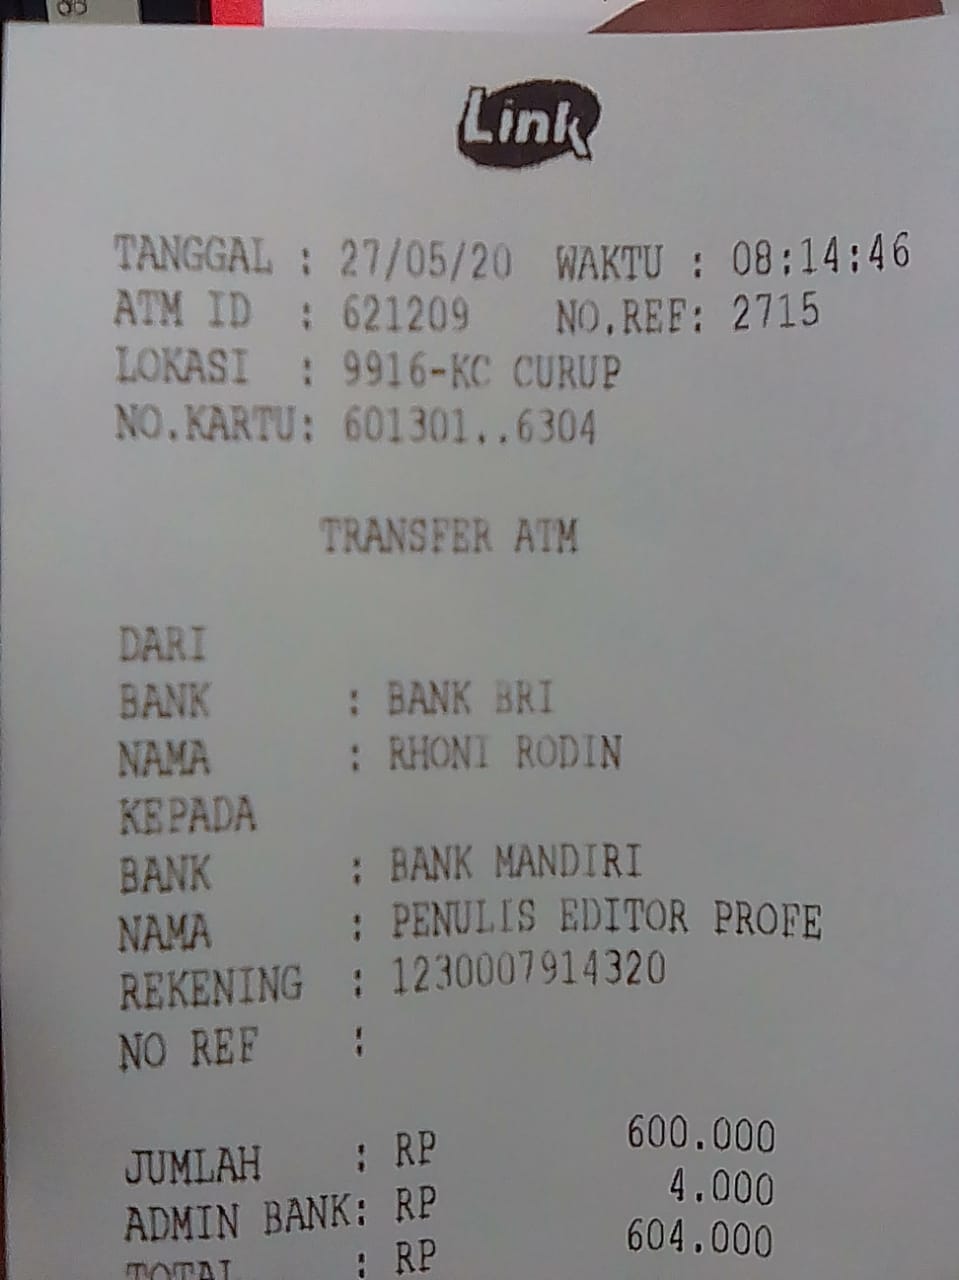 Link
TANGGAL : 27/05/20 WAKTU : 08:14:46
ATM ID : 621209 NO.REF: 2715
LOKASI : 9916-KC CURUP
NO.KARTU: 601301..6304
TRANSFER ATM
DARI
BANK : BANK BRI
NAMA : RHONI RODIN
KEPADA
BANK : BANK MANDIRI
NAMA : PENULIS EDITOR PROFE
REKENING : 1230007914320
NO REF :
JUMLAH : RP 600.000
ADMIN BANK: RP 4.000
TOTAL : RP 604.000